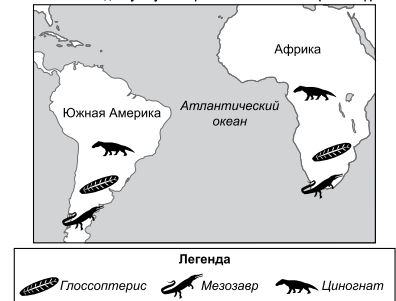 Африка
Южная Америка
Атлантический
океан
Легенда
Глоссоптерис
Мезозавр
Циногнат